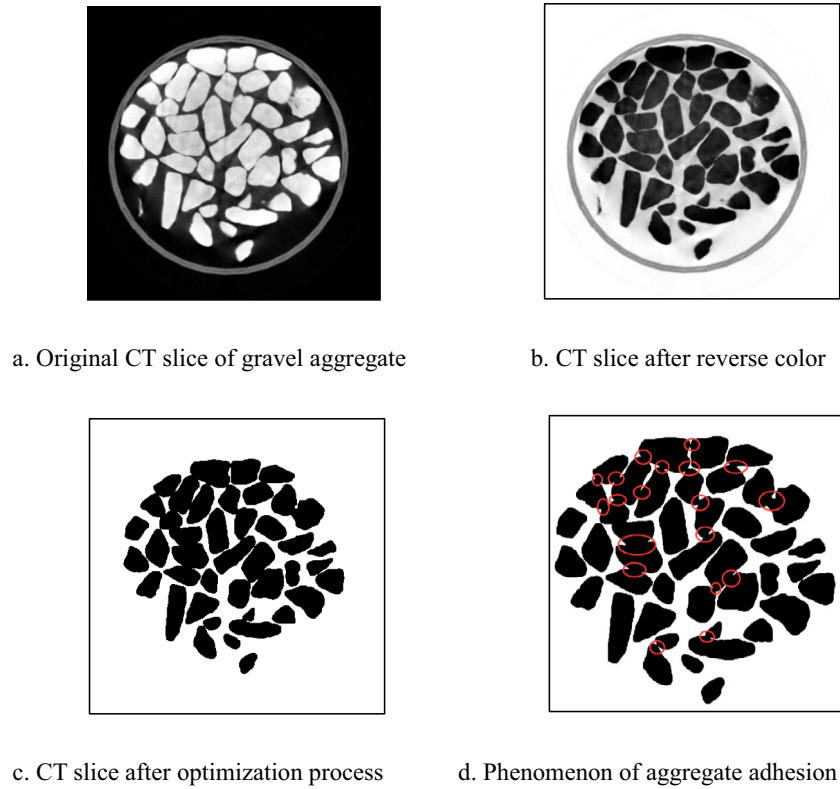 a. Original CT slice of gravel aggregate
b. CT slice after reverse color
c. CT slice after optimization process
d. Phenomenon of aggregate adhesion